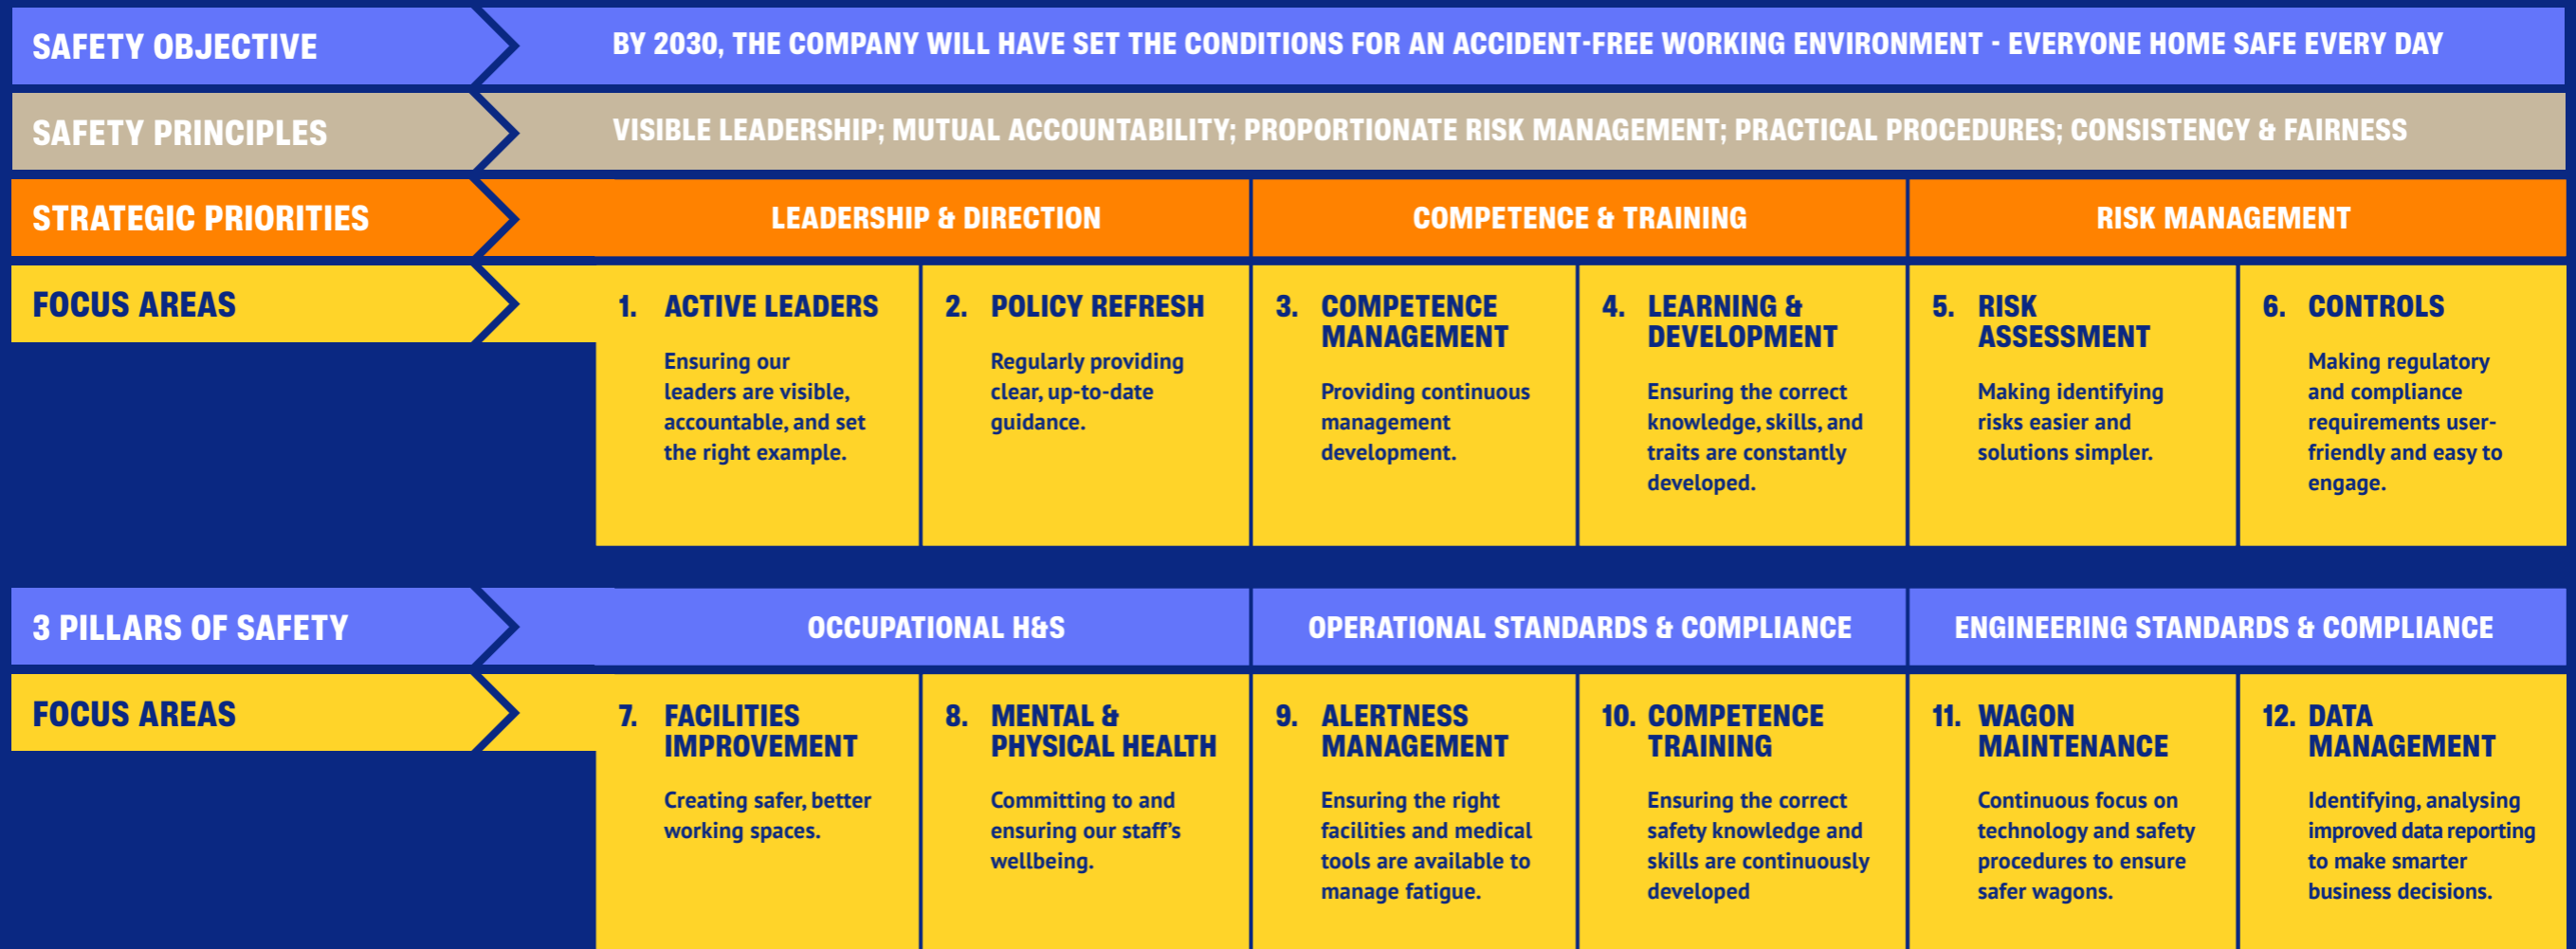 SAFETY OBJECTIVE
BY 2030, THE COMPANY WILL HAVE SET THE CONDITIONS FOR AN ACCIDENT-FREE WORKING ENVIRONMENT - EVERYONE HOME SAFE EVERY DAY
SAFETY PRINCIPLES
VISIBLE LEADERSHIP; MUTUAL ACCOUNTABILITY; PROPORTIONATE RISK MANAGEMENT; PRACTICAL PROCEDURES; CONSISTENCY & FAIRNESS
STRATEGIC PRIORITIES
LEADERSHIP & DIRECTION
COMPETENCE & TRAINING
RISK MANAGEMENT
FOCUS AREAS
1. ACTIVE LEADERS
Ensuring our
leaders are visible,
accountable, and set
the right example.
2. POLICY REFRESH
Regularly providing
clear, up-to-date
guidance.
3. COMPETENCE
MANAGEMENT
Providing continuous
management
development.
4. LEARNING &
DEVELOPMENT
Ensuring the correct
knowledge, skills, and
traits are constantly
developed.
5. RISK
ASSESSMENT
Making identifying
risks easier and
solutions simpler.
6. CONTROLS
Making regulatory
and compliance
requirements user-
friendly and easy to
engage.
3 PILLARS OF SAFETY
OCCUPATIONAL H&S
OPERATIONAL STANDARDS & COMPLIANCE
ENGINEERING STANDARDS & COMPLIANCE
FOCUS AREAS
7. FACILITIES
IMPROVEMENT
Creating safer, better
working spaces.
8. MENTAL &
PHYSICAL HEALTH
Committing to and
ensuring our staff’s
wellbeing.
9. ALERTNESS
MANAGEMENT
Ensuring the right
facilities and medical
tools are available to
manage fatigue.
10. COMPETENCE
TRAINING
Ensuring the correct
safety knowledge and
skills are continuously
developed
11. WAGON
MAINTENANCE
Continuous focus on
technology and safety
procedures to ensure
safer wagons.
12. DATA
MANAGEMENT
Identifying, analysing
improved data reporting
to make smarter
business decisions.